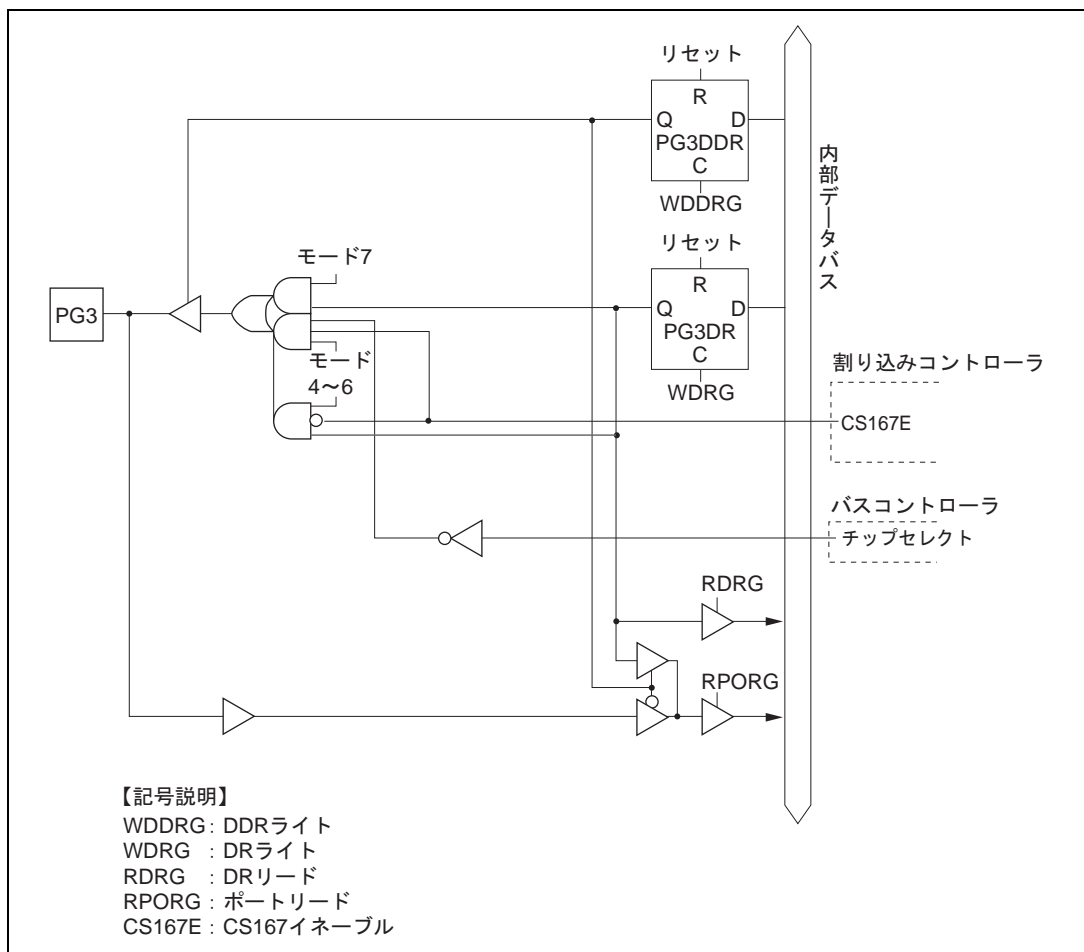 リセット
R
Q D
PG3DDR
C
WDDRG
内部データバス
リセット
R
Q D
PG3DR
C
WDRG
モード7
PG3
モード
4～6
割り込みコントローラ
CS167E
バスコントローラ
チップセレクト
RDRG
RPORG
【記号説明】
WDDRG : DDRライト
WDRG : DRライト
RDRG : DRリード
RPORG : ポートリード
CS167E : CS167イネーブル